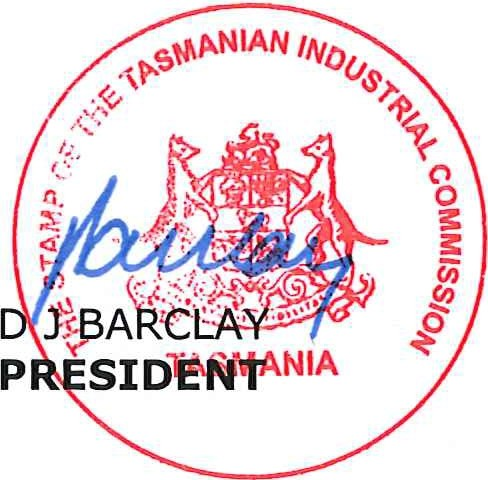 THE STAMP OF THE TASMANIAN INDUSTRIAL COMMISSION
D J BARCLAY
PRESIDENT
TASMANIA